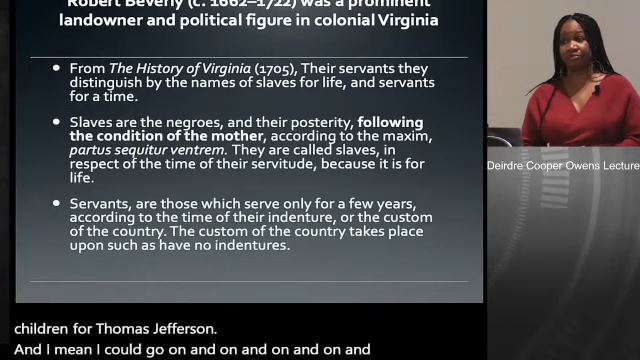 Robert Beverly (c. 1662–1722) was a prominent
landowner and political figure in colonial Virginia
• From The History of Virginia (1705), Their servants they
distinguish by the names of slaves for life, and servants
for a time.
• Slaves are the negroes, and their posterity, following
the condition of the mother, according to the maxim,
partus sequitur ventrem. They are called slaves, in
respect of the time of their servitude, because it is for
life.
• Servants, are those which serve only for a few years,
according to the time of their indenture, or the custom
of the country. The custom of the country takes place
upon such as have no indentures.
Deirdre Cooper Owens Lecture
children for Thomas Jefferson.
And I mean I could go on and on and on and on and